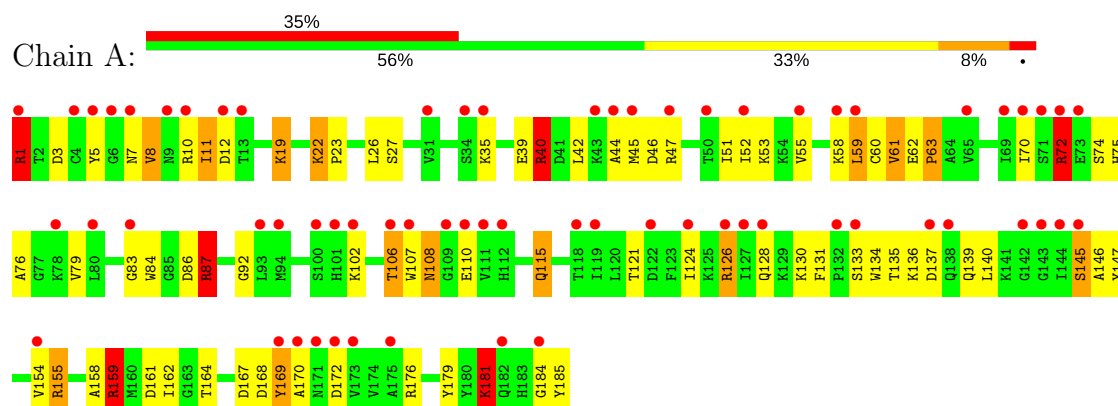 35%
Chain A:
56% 33% 8% •
R1 T2 D3 C4 Y5 G6 N7 V8 N9 R10 I11 D12 T13 K19 K22 P23 L26 S27 V31 S34 K35 E39 R40 D41 L42 K43 A44 M45 D46 R47 T50 I51 I52 K53 K54 V55 K58 L59 C60 V61 E62 P63 A64 V65 I69 I70 S71 R72 E73 S74 H75
A76 G77 K78 V79 L80 G83 W84 G85 D86 R87 G92 L93 M94 S100 H101 K102 T106 W107 N108 G109 E110 V111 H112 Q115 T118 I119 L120 T121 D122 F123 I124 K125 R126 I127 Q128 K129 K130 F131 P132 S133 W134 T135 K136 D137 Q138 Q139 L140 K141 G142 G143 I144 S145 A146 Y147
V154 R155 A158 R159 M160 D161 I162 G163 T164 D167 D168 Y169 A170 N171 D172 V173 V174 A175 R176 Y179 Y180 K181 Q182 H183 G184 Y185